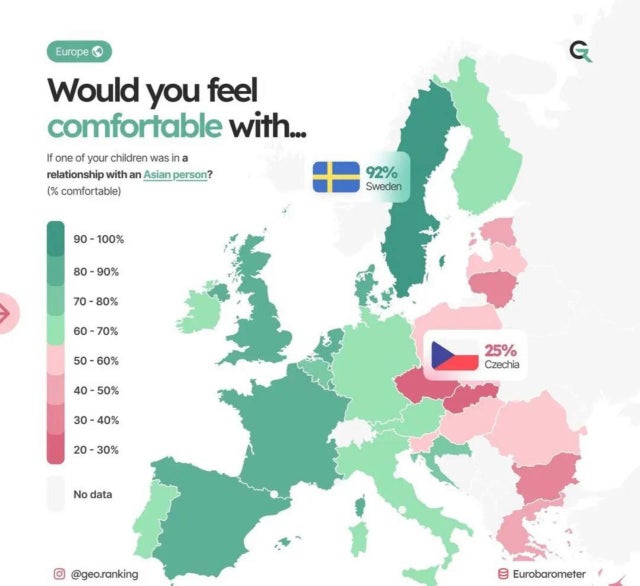 Europe
Would you feel
comfortable with...
If one of your children was in a
relationship with an Asian person?
(% comfortable)
92%
Sweden
90 - 100%
80 - 90%
70 - 80%
60 - 70%
50 - 60%
40 - 50%
30 - 40%
20 - 30%
No data
25%
Czechia
@geo.ranking
Eurobarometer